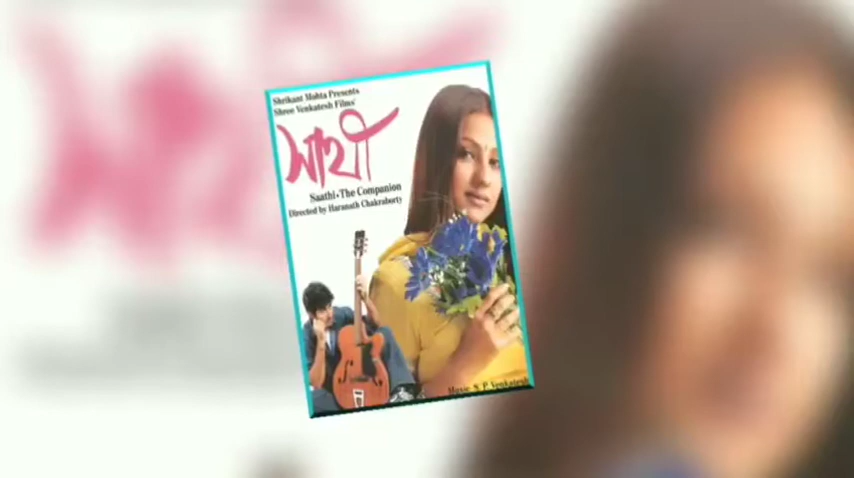 Shrikant Mohta Presents
Shree Venkatesh Films'
সাথী
Saathi • The Companion
Directed by Haranath Chakraborty
Music S. P. Venkatesh